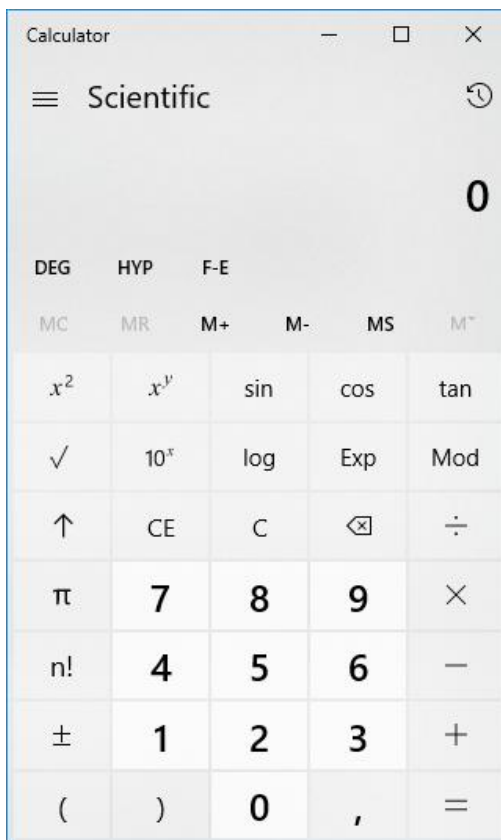 Calculator
Scientific
0
DEG HYP F-E
MC MR M+ M- MS M˅
x² xʸ sin cos tan
√ 10ˣ log Exp Mod
↑ CE C ÷
π 7 8 9 ×
n! 4 5 6 −
± 1 2 3 +
( ) 0 , =